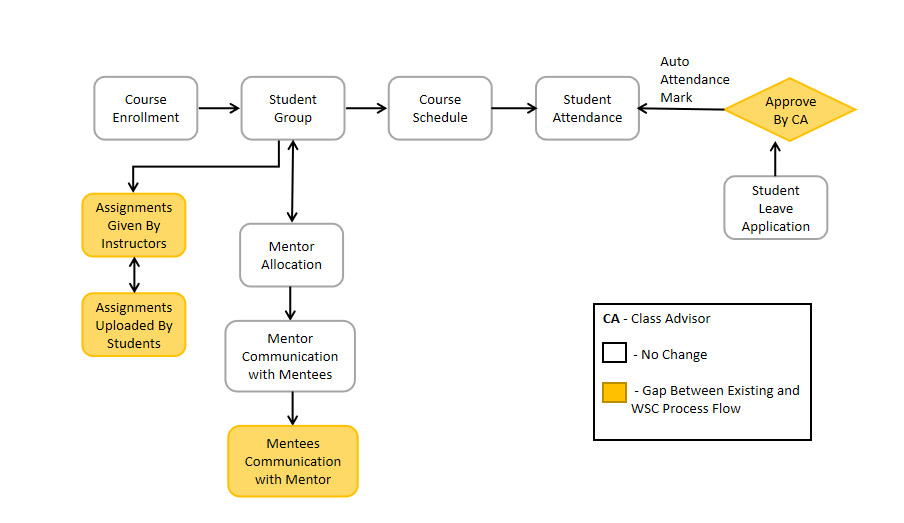 Auto
Attendance
Mark
Course
Enrollment
Student
Group
Course
Schedule
Student
Attendance
Approve
By CA
Student
Leave
Application
Assignments
Given By
Instructors
Mentor
Allocation
Assignments
Uploaded By
Students
Mentor
Communication
with Mentees
Mentees
Communication
with Mentor
CA - Class Advisor
- No Change
- Gap Between Existing and
WSC Process Flow